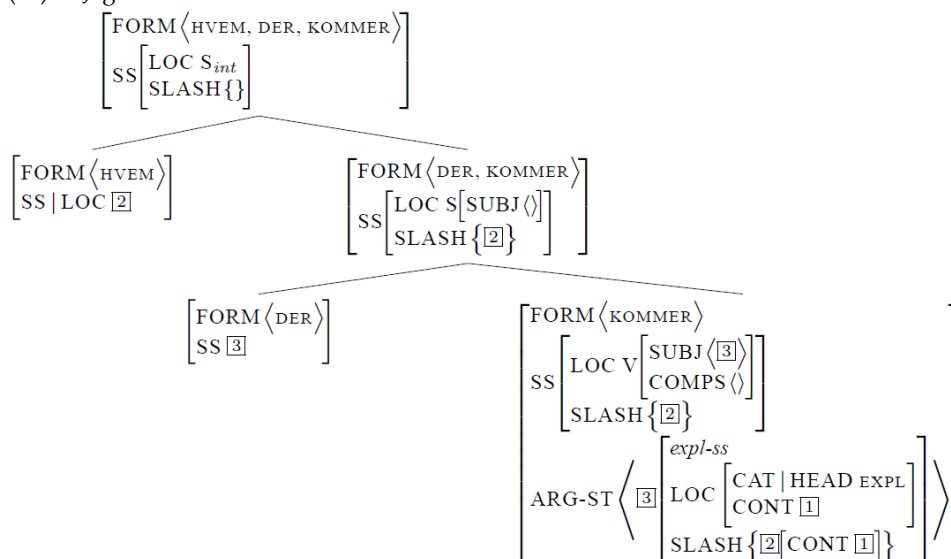 [FORM⟨HVEM, DER, KOMMER⟩
SS[LOC S_int
SLASH{}]]
[FORM⟨HVEM⟩
SS|LOC [2]]
[FORM⟨DER, KOMMER⟩
SS[LOC S[SUBJ⟨⟩]
SLASH{[2]}]]
[FORM⟨DER⟩
SS [3]]
[FORM⟨KOMMER⟩
SS[LOC V[SUBJ⟨[3]⟩
COMPS⟨⟩]
SLASH{[2]}]
ARG-ST⟨[3][expl-ss
LOC [CAT|HEAD EXPL
CONT [1]]
SLASH{[2][CONT [1]]}]⟩